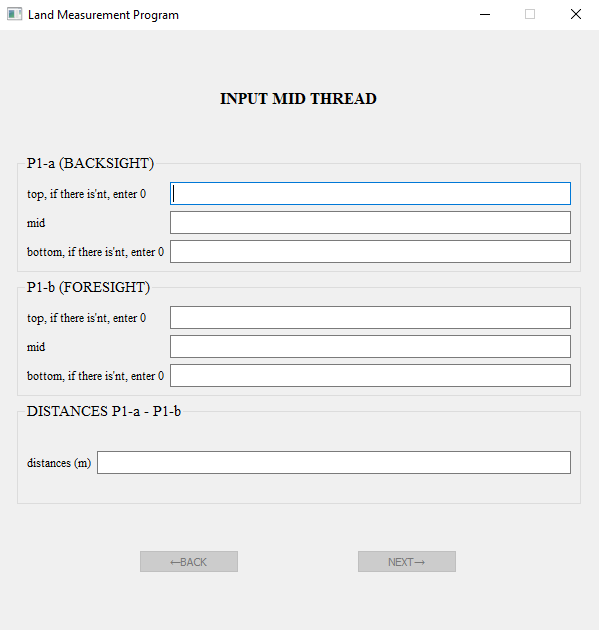 Land Measurement Program
INPUT MID THREAD
P1-a (BACKSIGHT)
top, if there is'nt, enter 0
mid
bottom, if there is'nt, enter 0
P1-b (FORESIGHT)
top, if there is'nt, enter 0
mid
bottom, if there is'nt, enter 0
DISTANCES P1-a - P1-b
distances (m)
←BACK NEXT→